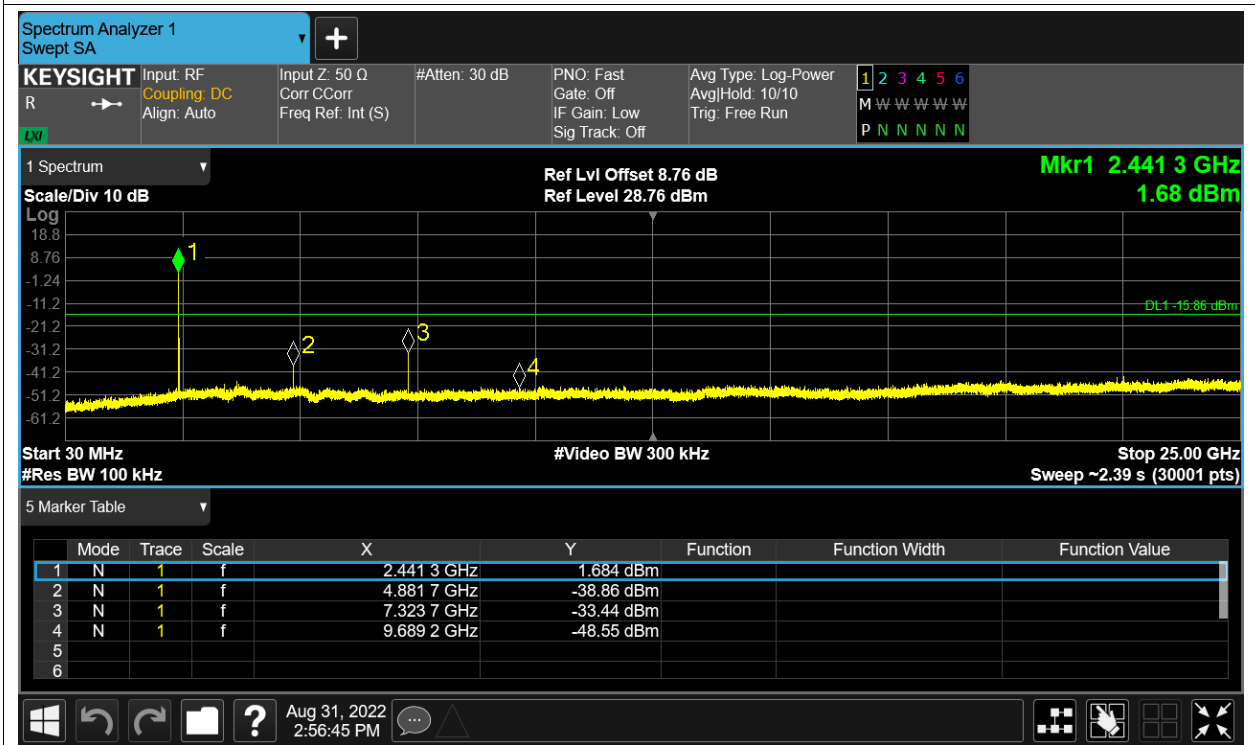 Spectrum Analyzer 1
Swept SA
+
KEYSIGHT Input: RF Input Z: 50 Ω #Atten: 30 dB PNO: Fast Avg Type: Log-Power 1 2 3 4 5 6
R Coupling: DC Corr CCorr Gate: Off Avg|Hold: 10/10 M W W W W W
Align: Auto Freq Ref: Int (S) IF Gain: Low Trig: Free Run
LXI Sig Track: Off P N N N N N
1 Spectrum Ref Lvl Offset 8.76 dB Mkr1 2.441 3 GHz
Scale/Div 10 dB Ref Level 28.76 dBm 1.68 dBm
Log
18.8
8.76 1
-1.24
-11.2 DL1 -15.86 dBm
-21.2 3
-31.2 2
-41.2 4
-51.2
-61.2
Start 30 MHz #Video BW 300 kHz Stop 25.00 GHz
#Res BW 100 kHz Sweep ~2.39 s (30001 pts)
5 Marker Table
Mode Trace Scale X Y Function Function Width Function Value
1 N 1 f 2.441 3 GHz 1.684 dBm
2 N 1 f 4.881 7 GHz -38.86 dBm
3 N 1 f 7.323 7 GHz -33.44 dBm
4 N 1 f 9.689 2 GHz -48.55 dBm
5
6
? Aug 31, 2022
2:56:45 PM